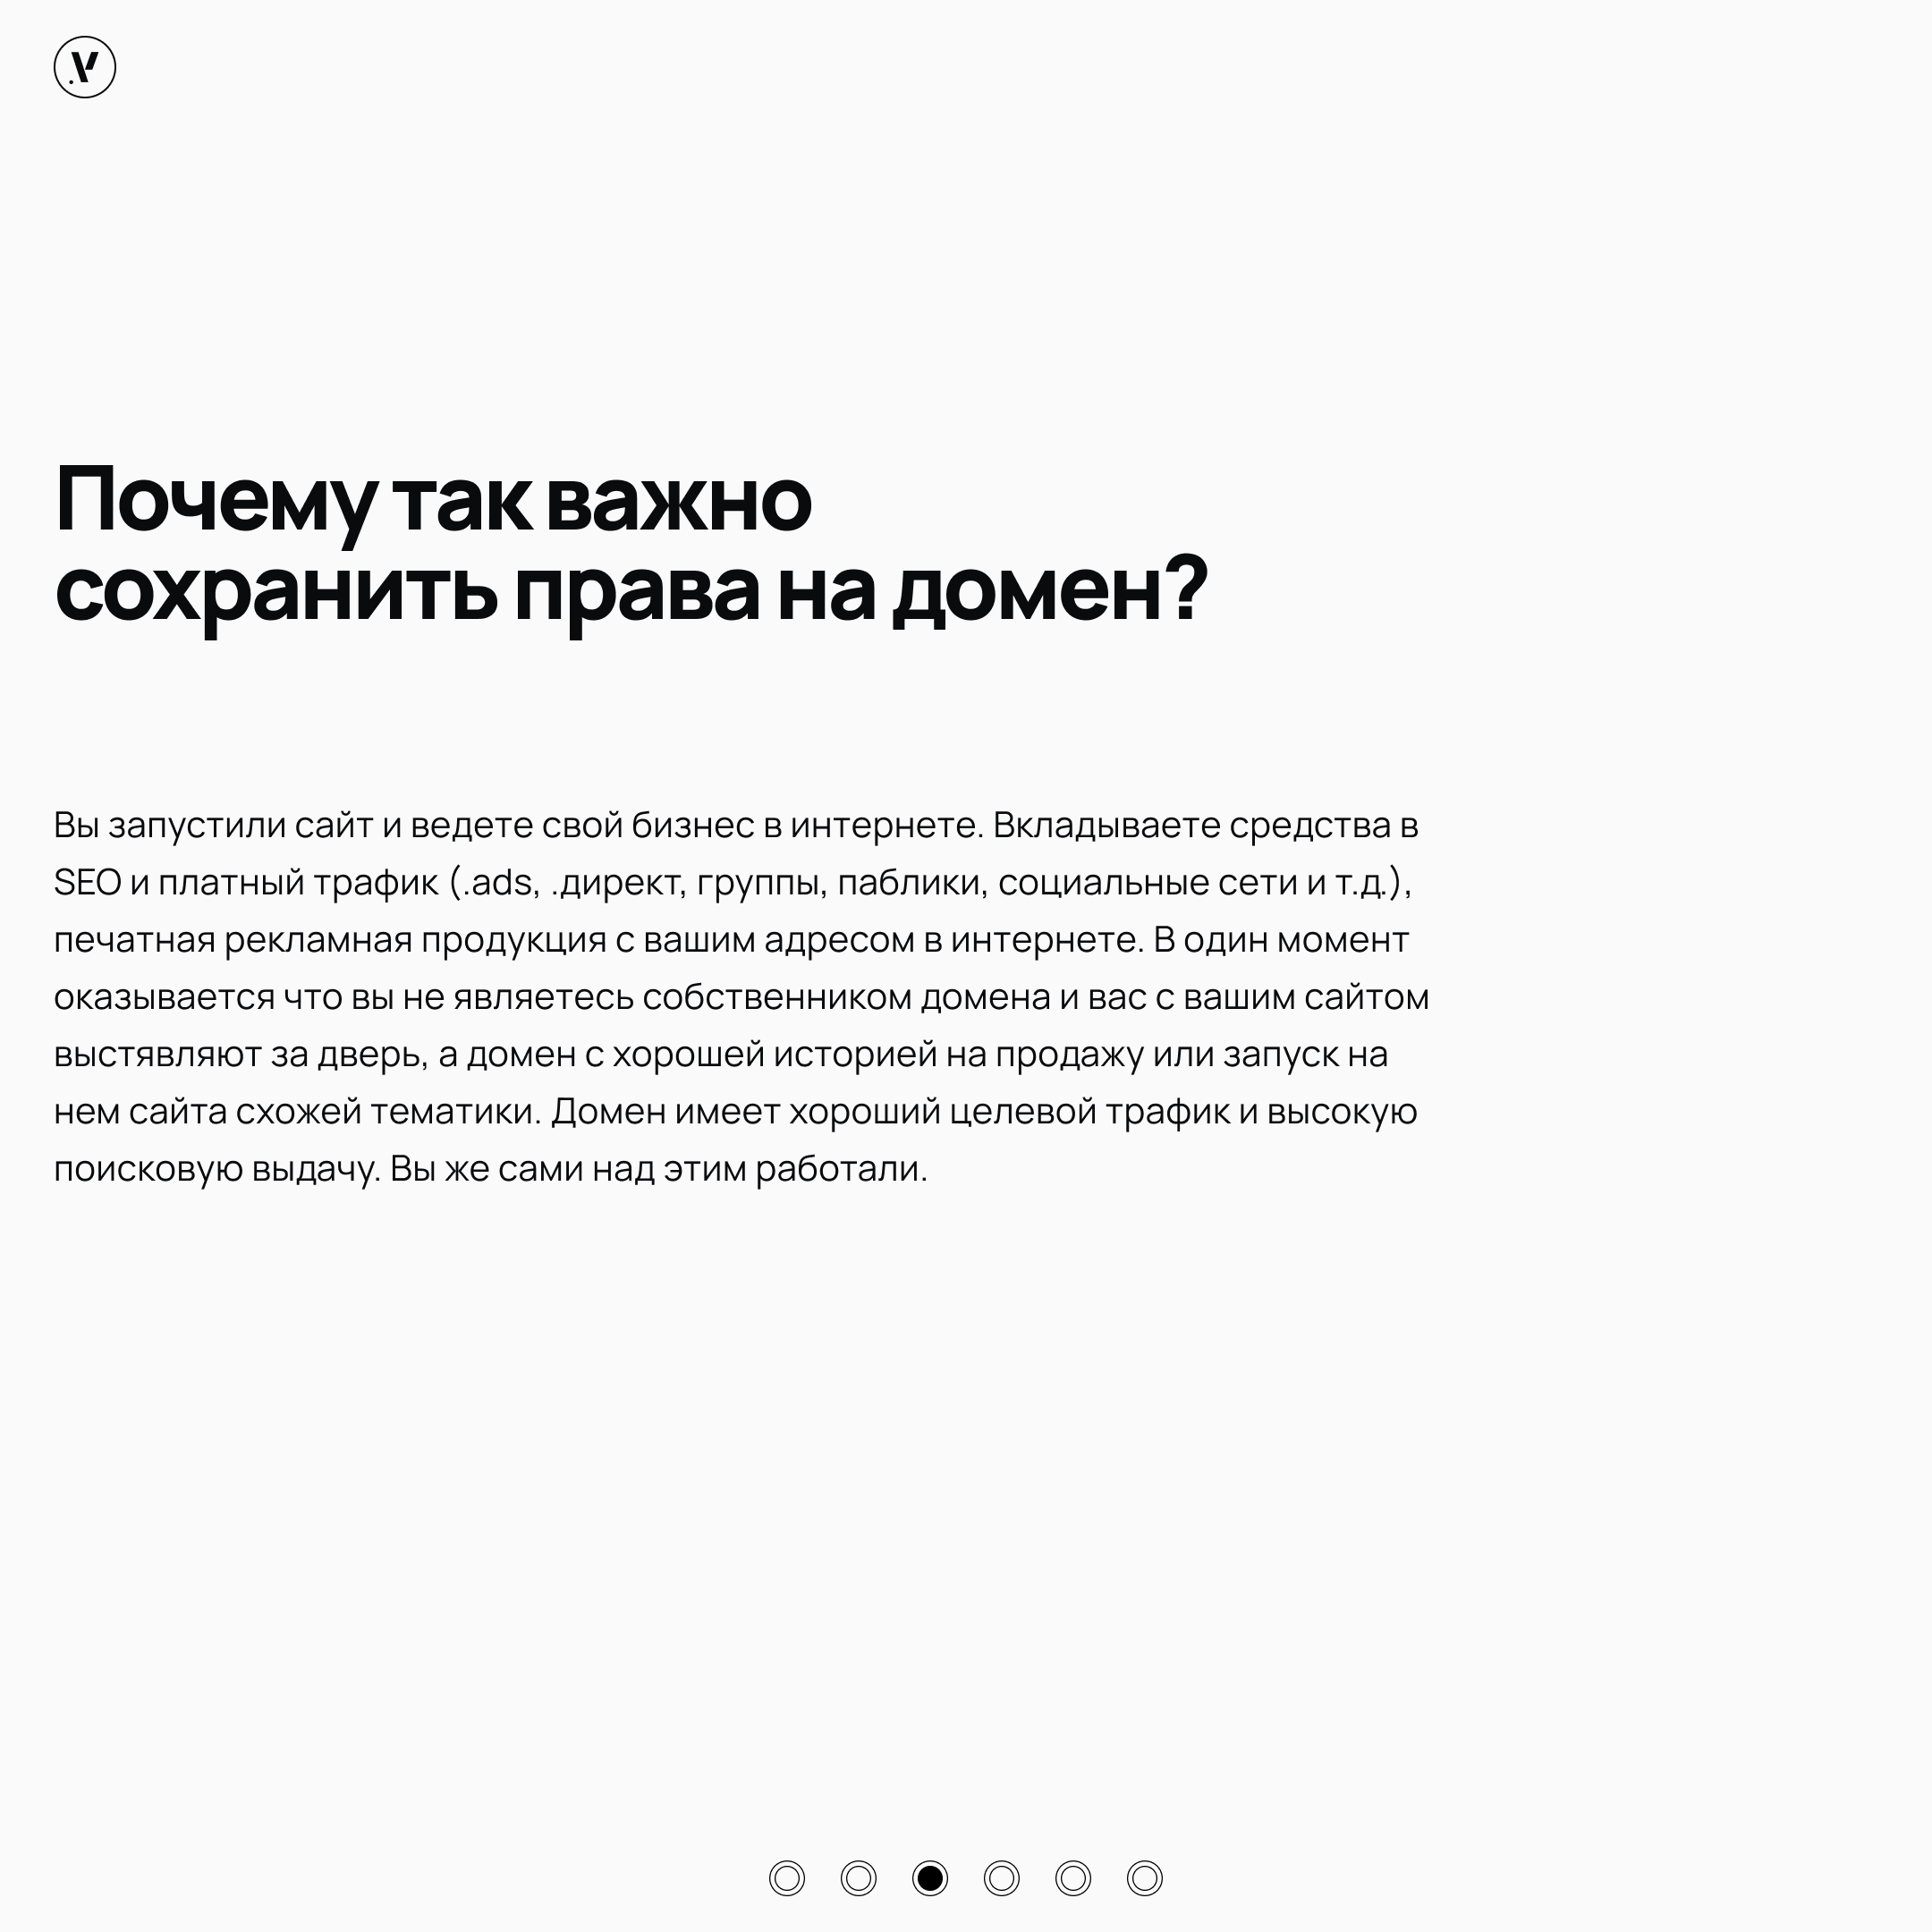 Почему так важно
сохранить права на домен?
Вы запустили сайт и ведете свой бизнес в интернете. Вкладываете средства в
SEO и платный трафик (.ads, .директ, группы, паблики, социальные сети и т.д.),
печатная рекламная продукция с вашим адресом в интернете. В один момент
оказывается что вы не являетесь собственником домена и вас с вашим сайтом
выстявляют за дверь, а домен с хорошей историей на продажу или запуск на
нем сайта схожей тематики. Домен имеет хороший целевой трафик и высокую
поисковую выдачу. Вы же сами над этим работали.